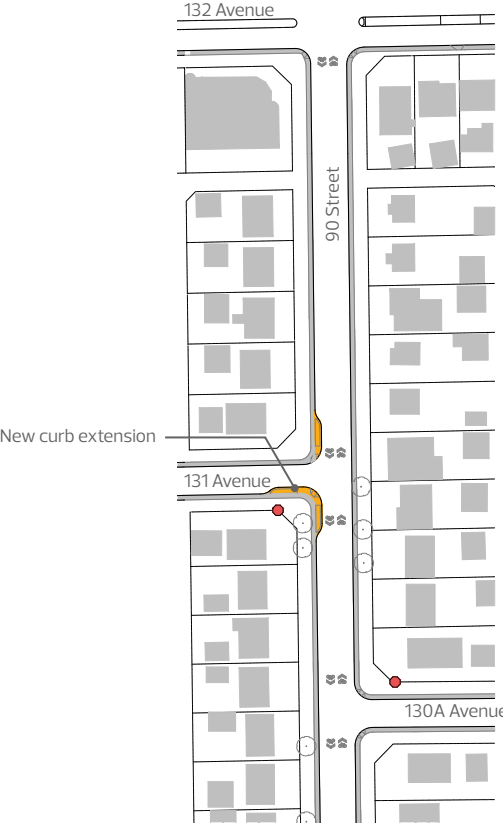 132 Avenue
90 Street
New curb extension
131 Avenue
130A Avenue